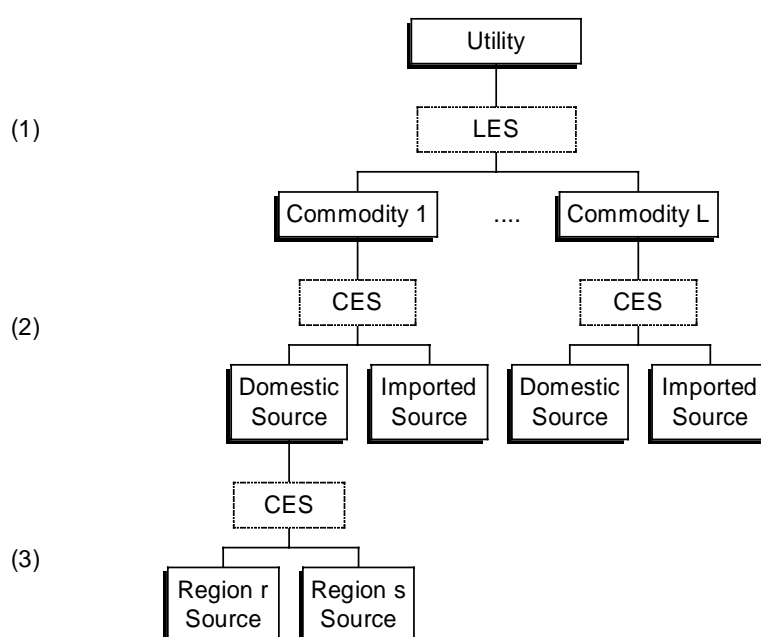 Utility
(1)
LES
Commodity 1
....
Commodity L
CES
CES
(2)
Domestic
Source
Imported
Source
Domestic
Source
Imported
Source
CES
(3)
Region r
Source
Region s
Source